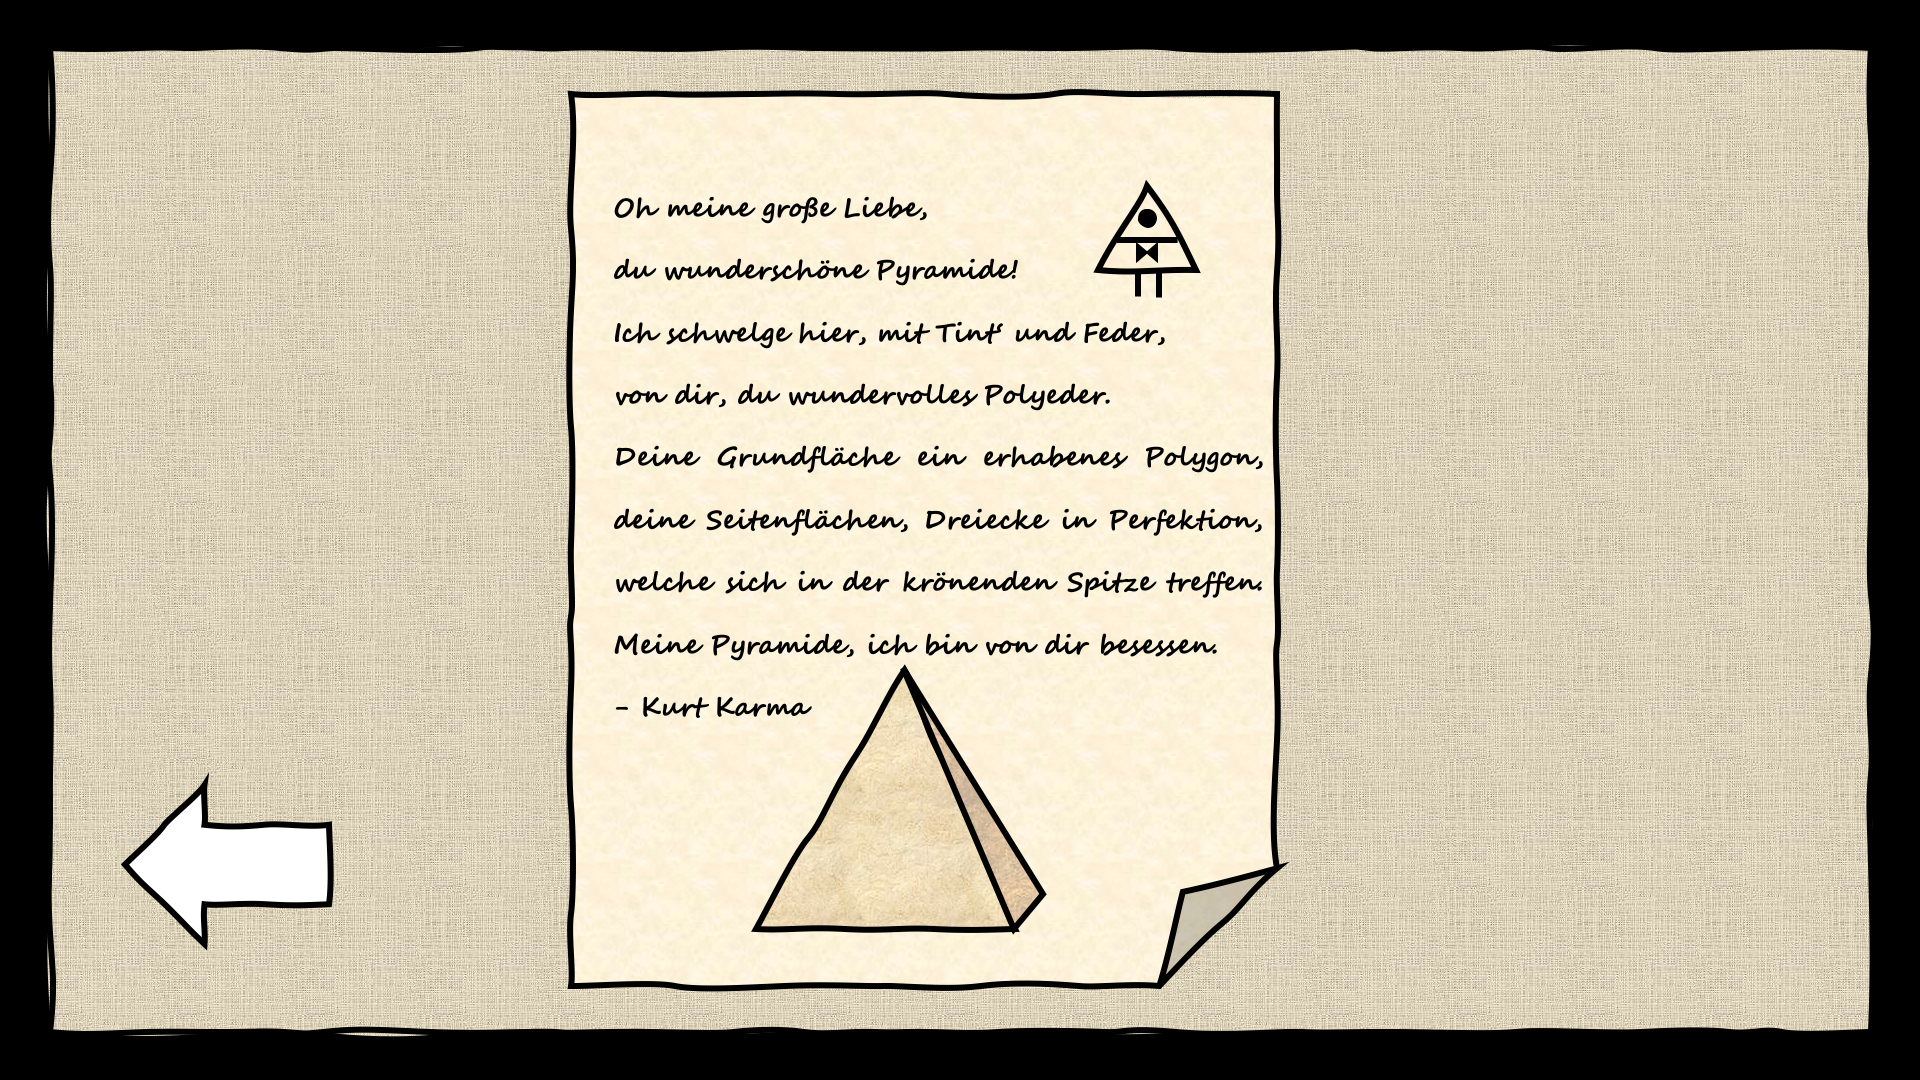 Oh meine große Liebe,
du wunderschöne Pyramide!
Ich schwelge hier, mit Tint‘ und Feder,
von dir, du wundervolles Polyeder.
Deine Grundfläche ein erhabenes Polygon,
deine Seitenflächen, Dreiecke in Perfektion,
welche sich in der krönenden Spitze treffen.
Meine Pyramide, ich bin von dir besessen.
- Kurt Karma